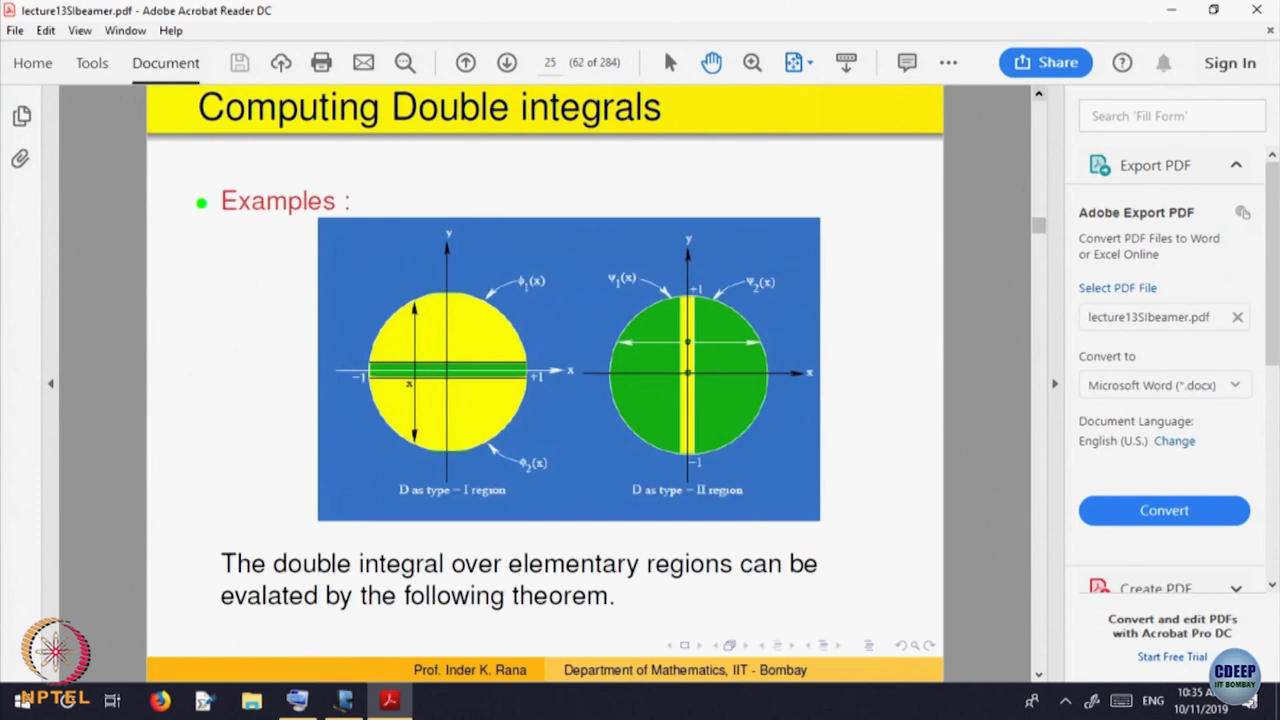 lecture13SIbeamer.pdf - Adobe Acrobat Reader DC
File Edit View Window Help
Home Tools Document 25 (62 of 284) Share Sign In
Computing Double integrals
Examples :
y
ϕ1(x)
−1
x
+1
x
ϕ2(x)
D as type – I region
y
ψ1(x)
+1
ψ2(x)
x
−1
D as type – II region
The double integral over elementary regions can be
evalated by the following theorem.
Prof. Inder K. Rana Department of Mathematics, IIT - Bombay
Search 'Fill Form'
Export PDF
Adobe Export PDF
Convert PDF Files to Word
or Excel Online
Select PDF File
lecture13SIbeamer.pdf
Convert to
Microsoft Word (*.docx)
Document Language:
English (U.S.) Change
Convert
Create PDF
Convert and edit PDFs
with Acrobat Pro DC
Start Free Trial
NPTEL
CDEEP
IIT BOMBAY
ENG
10:35
10/11/2019